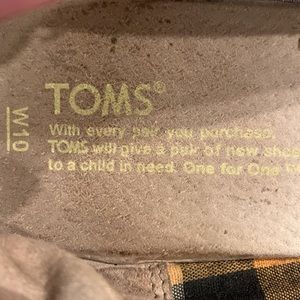 TOMS®
W10
With every pair you purchase,
TOMS will give a pair of new
to a child in need. One for One